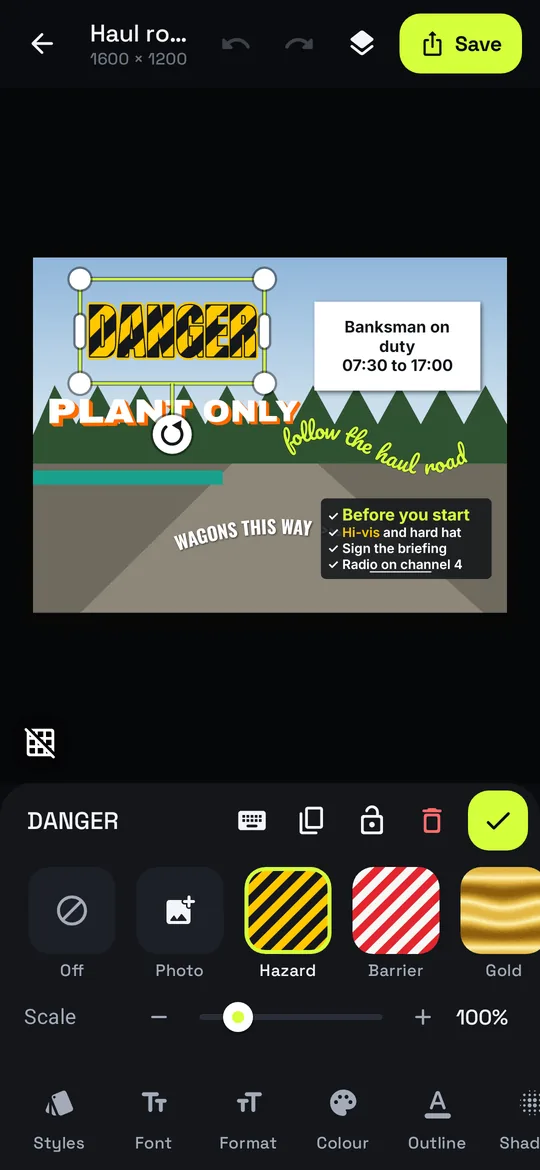 Haul ro...
1600 × 1200
Save
DANGER
Banksman on
duty
07:30 to 17:00
PLANT ONLY
follow the haul road
WAGONS THIS WAY
✓ Before you start
✓ Hi-vis and hard hat
✓ Sign the briefing
✓ Radio on channel 4
DANGER
Off
Photo
Hazard
Barrier
Gold
Scale
100%
Styles
Font
Format
Colour
Outline
Shad